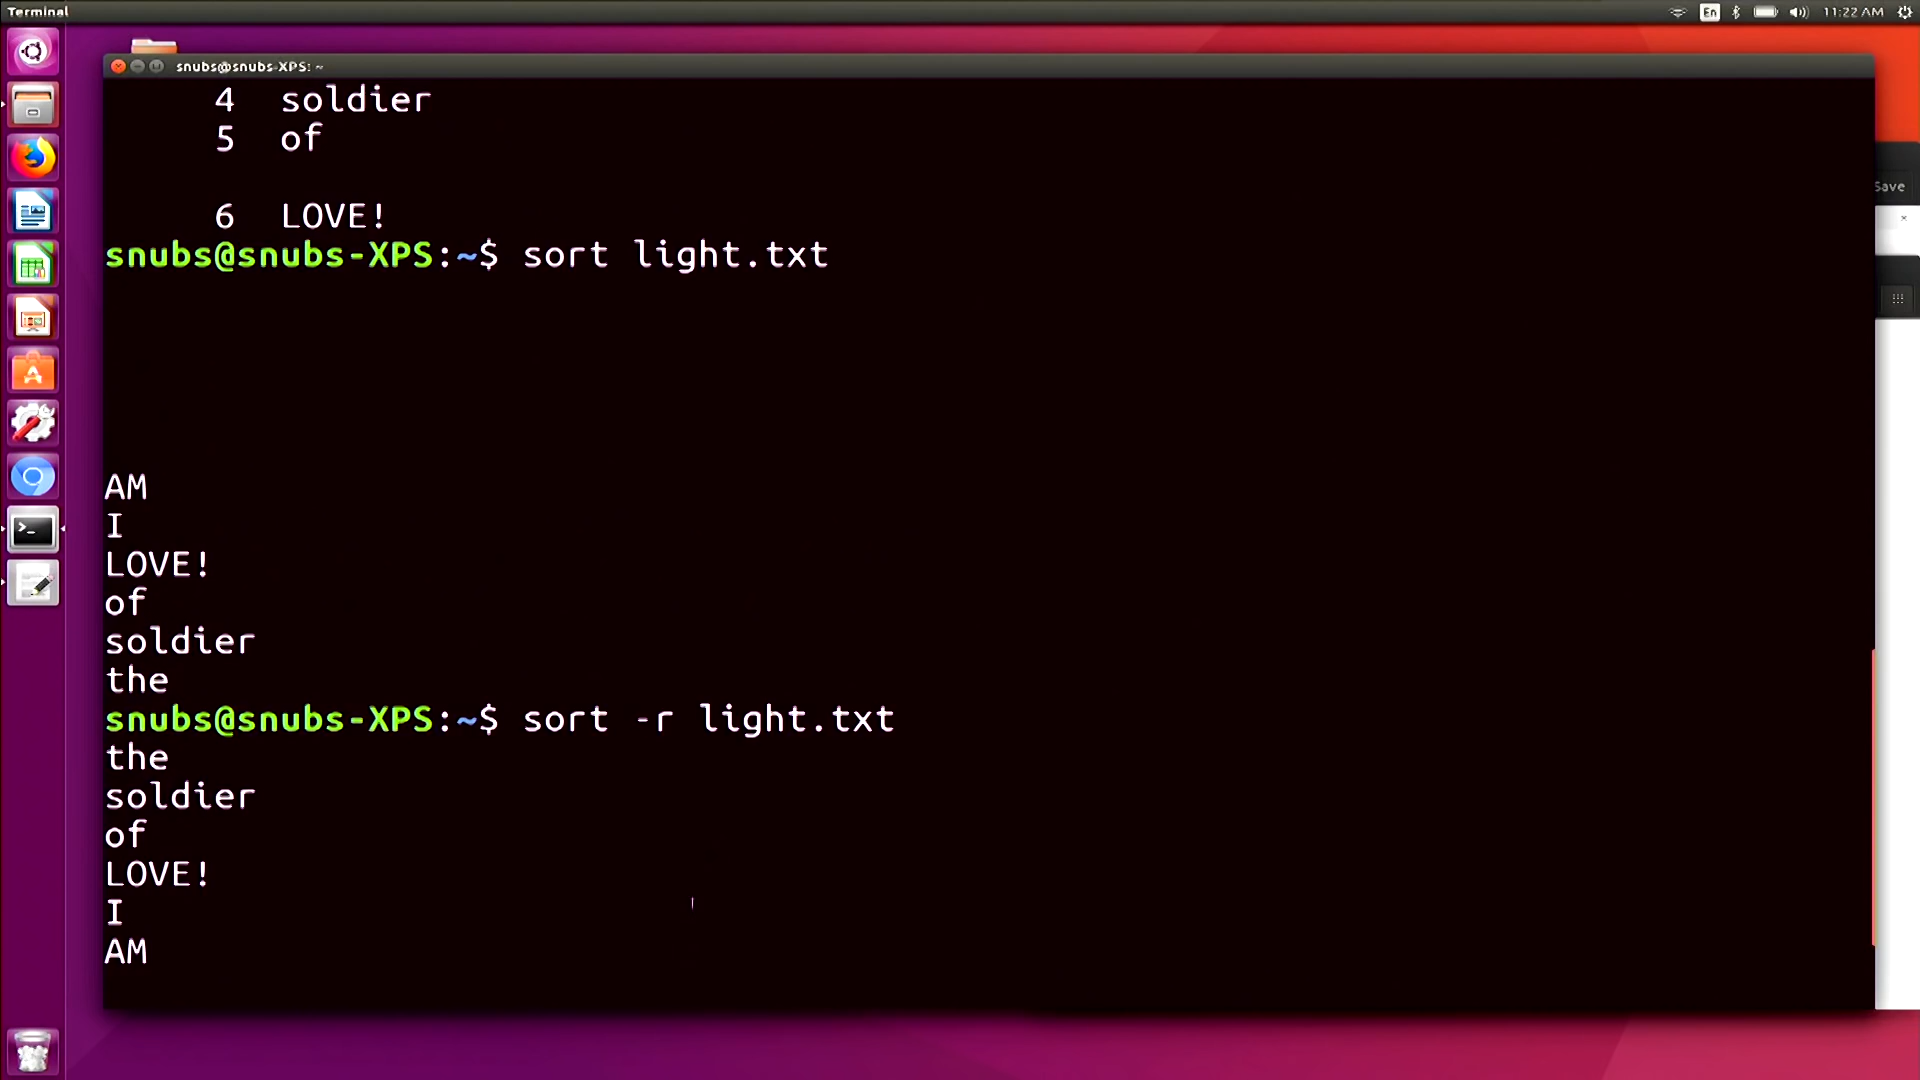 Terminal
En
11:22 AM
snubs@snubs-XPS: ~
4 soldier
5 of
6 LOVE!
snubs@snubs-XPS:~$ sort light.txt
AM
I
LOVE!
of
soldier
the
snubs@snubs-XPS:~$ sort -r light.txt
the
soldier
of
LOVE!
I
AM
Save